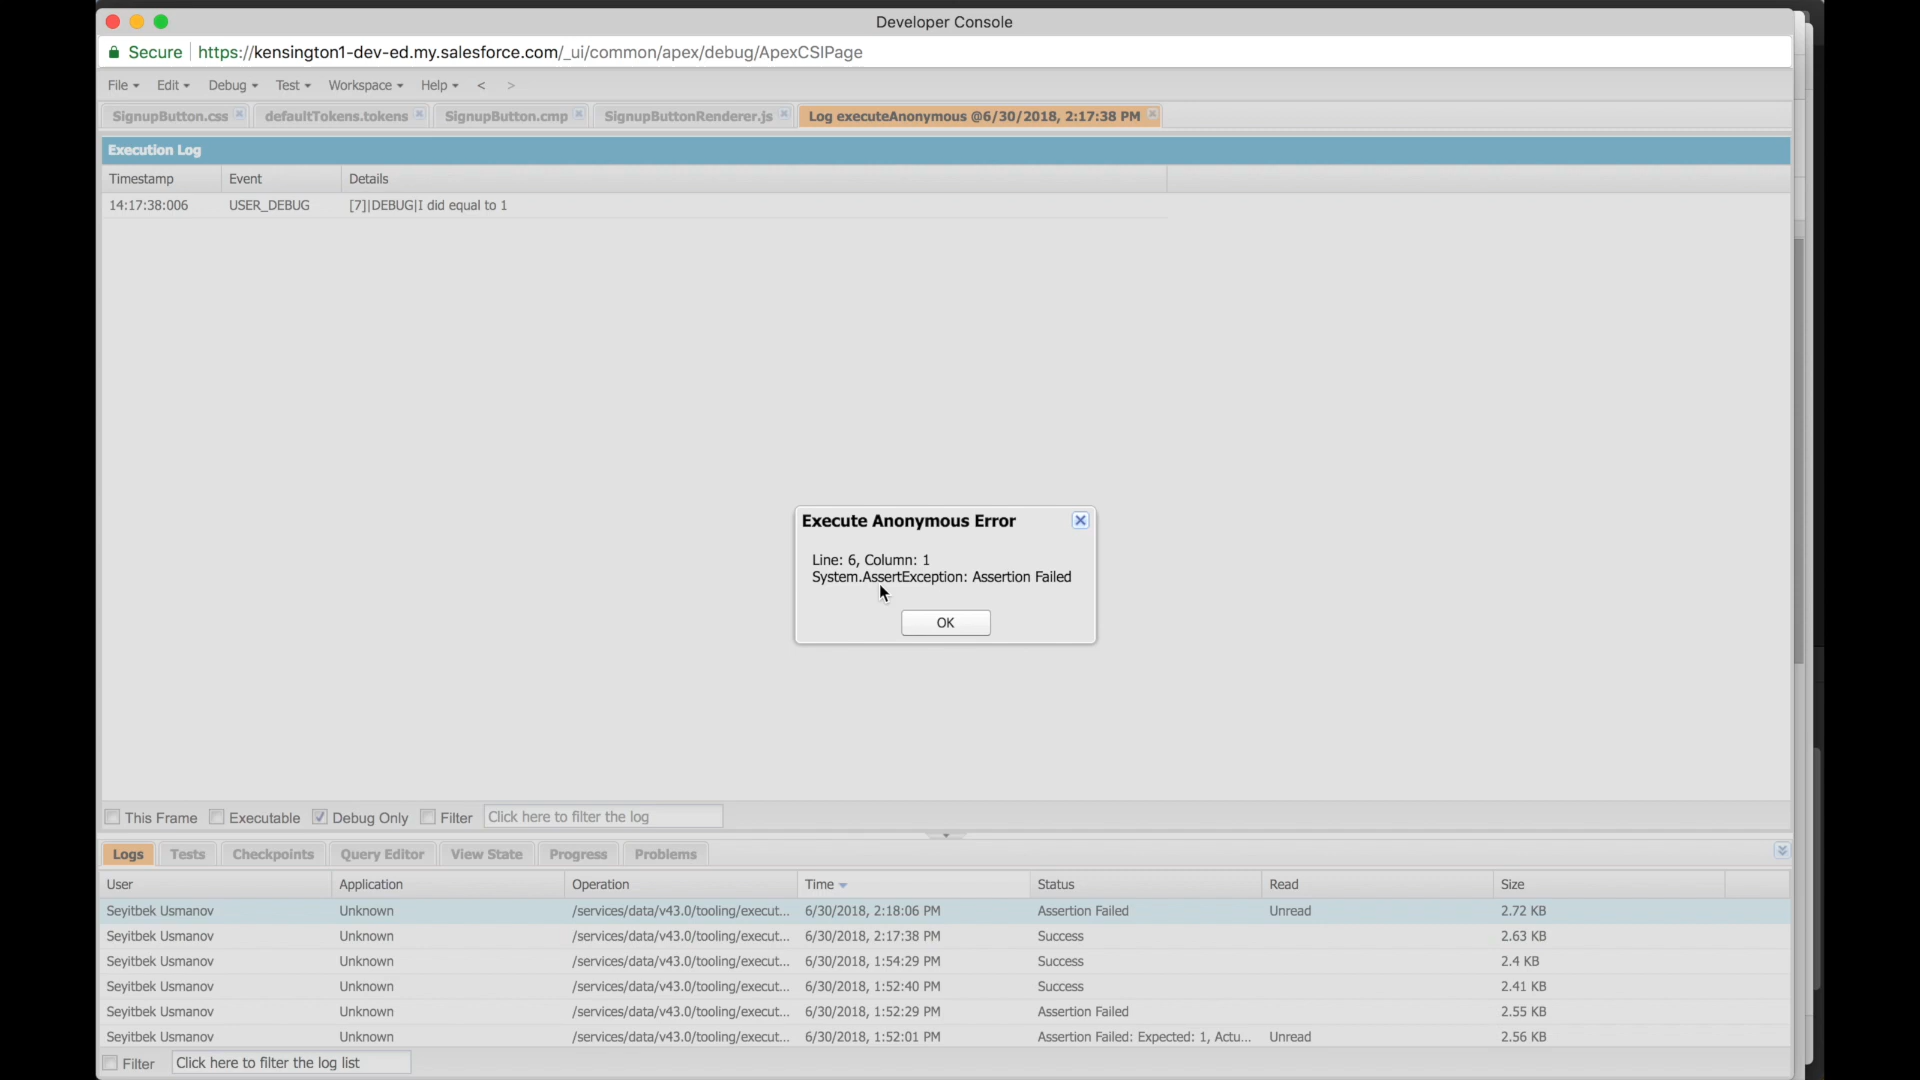 Developer Console
Secure https://kensington1-dev-ed.my.salesforce.com/_ui/common/apex/debug/ApexCSIPage
File Edit Debug Test Workspace Help < >
SignupButton.css defaultTokens.tokens SignupButton.cmp SignupButtonRenderer.js Log executeAnonymous @6/30/2018, 2:17:38 PM
Execution Log
Timestamp Event Details
14:17:38:006 USER_DEBUG [7]|DEBUG|I did equal to 1
Execute Anonymous Error
Line: 6, Column: 1
System.AssertException: Assertion Failed
OK
This Frame Executable Debug Only Filter Click here to filter the log
Logs Tests Checkpoints Query Editor View State Progress Problems
User Application Operation Time Status Read Size
Seyitbek Usmanov Unknown /services/data/v43.0/tooling/execut... 6/30/2018, 2:18:06 PM Assertion Failed Unread 2.72 KB
Seyitbek Usmanov Unknown /services/data/v43.0/tooling/execut... 6/30/2018, 2:17:38 PM Success 2.63 KB
Seyitbek Usmanov Unknown /services/data/v43.0/tooling/execut... 6/30/2018, 1:54:29 PM Success 2.4 KB
Seyitbek Usmanov Unknown /services/data/v43.0/tooling/execut... 6/30/2018, 1:52:40 PM Success 2.41 KB
Seyitbek Usmanov Unknown /services/data/v43.0/tooling/execut... 6/30/2018, 1:52:29 PM Assertion Failed 2.55 KB
Seyitbek Usmanov Unknown /services/data/v43.0/tooling/execut... 6/30/2018, 1:52:01 PM Assertion Failed: Expected: 1, Actu... Unread 2.56 KB
Filter Click here to filter the log list